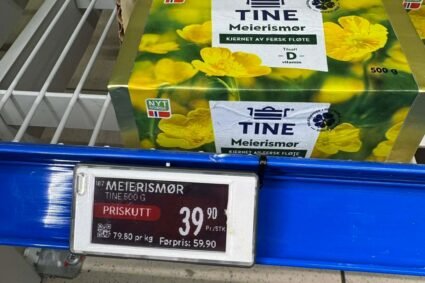 TINE
Meierismør
KJERNET AV FERSK FLØTE
Tilsatt
D
vitamin
500 g
NYT
TINE
Meierismør
KJERNET AV FERSK FLØTE
MEIERISMØR
TINE 500 G
PRISKUTT
39 90
Pr/STK
79.80 pr kg
Førpris: 59.90